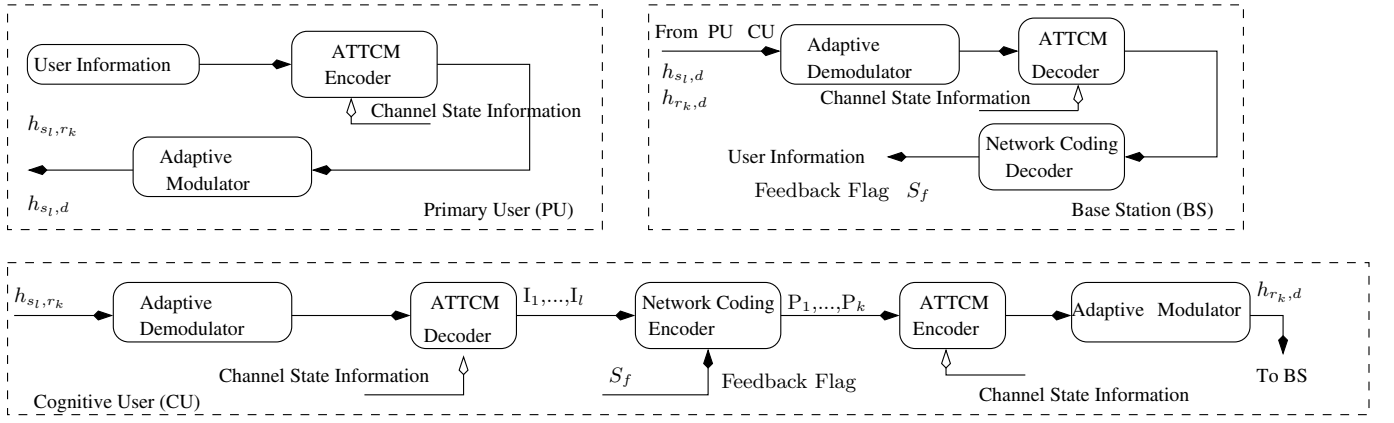 User Information
ATTCM
Encoder
Channel State Information
h_{s_l,r_k}
Adaptive
Modulator
h_{s_l,d}
Primary User (PU)
From PU CU
h_{s_l,d}
h_{r_k,d}
Adaptive
Demodulator
ATTCM
Decoder
Channel State Information
Network Coding
Decoder
User Information
Feedback Flag S_f
Base Station (BS)
h_{s_l,r_k}
Adaptive
Demodulator
ATTCM
Decoder
Channel State Information
I_1,...,I_l
Network Coding
Encoder
S_f
Feedback Flag
P_1,...,P_k
ATTCM
Encoder
Channel State Information
Adaptive Modulator
h_{r_k,d}
To BS
Cognitive User (CU)